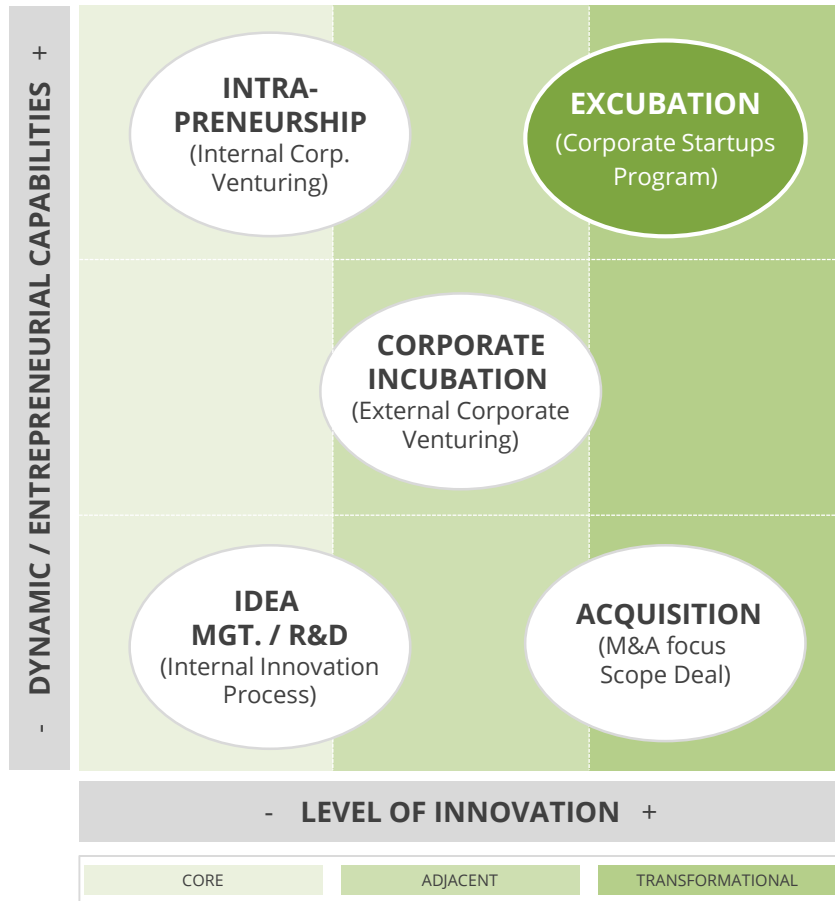 - DYNAMIC / ENTREPRENEURIAL CAPABILITIES +
INTRA-
PRENEURSHIP
(Internal Corp.
Venturing)
EXCUBATION
(Corporate Startups
Program)
CORPORATE
INCUBATION
(External Corporate
Venturing)
IDEA
MGT. / R&D
(Internal Innovation
Process)
ACQUISITION
(M&A focus
Scope Deal)
- LEVEL OF INNOVATION +
CORE
ADJACENT
TRANSFORMATIONAL